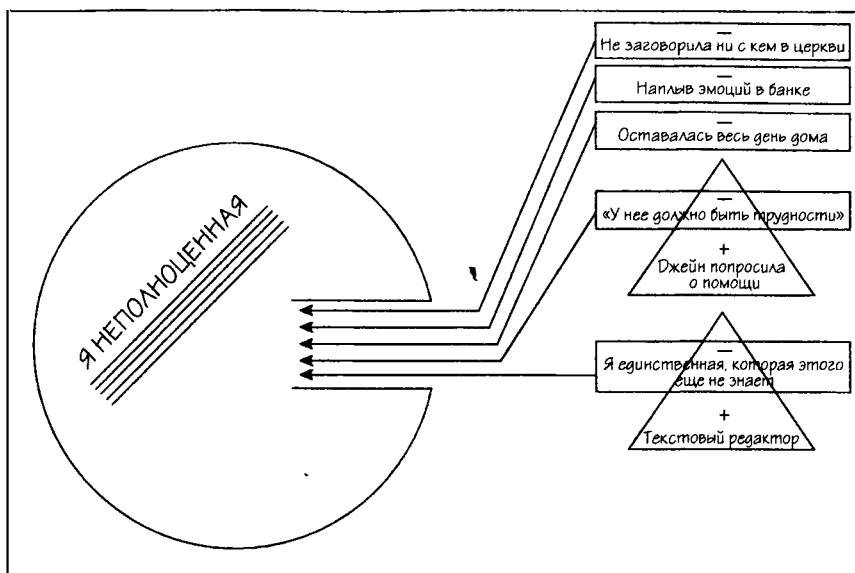 —
Не заговорила ни с кем в церкви
—
Наплыв эмоций в банке
—
Оставалась весь день дома
—
«У нее должно быть трудности»
+
Джейн попросила
о помощи
—
Я единственная, которая этого
еще не знает
+
Текстовый редактор
Я НЕПОЛНОЦЕННАЯ